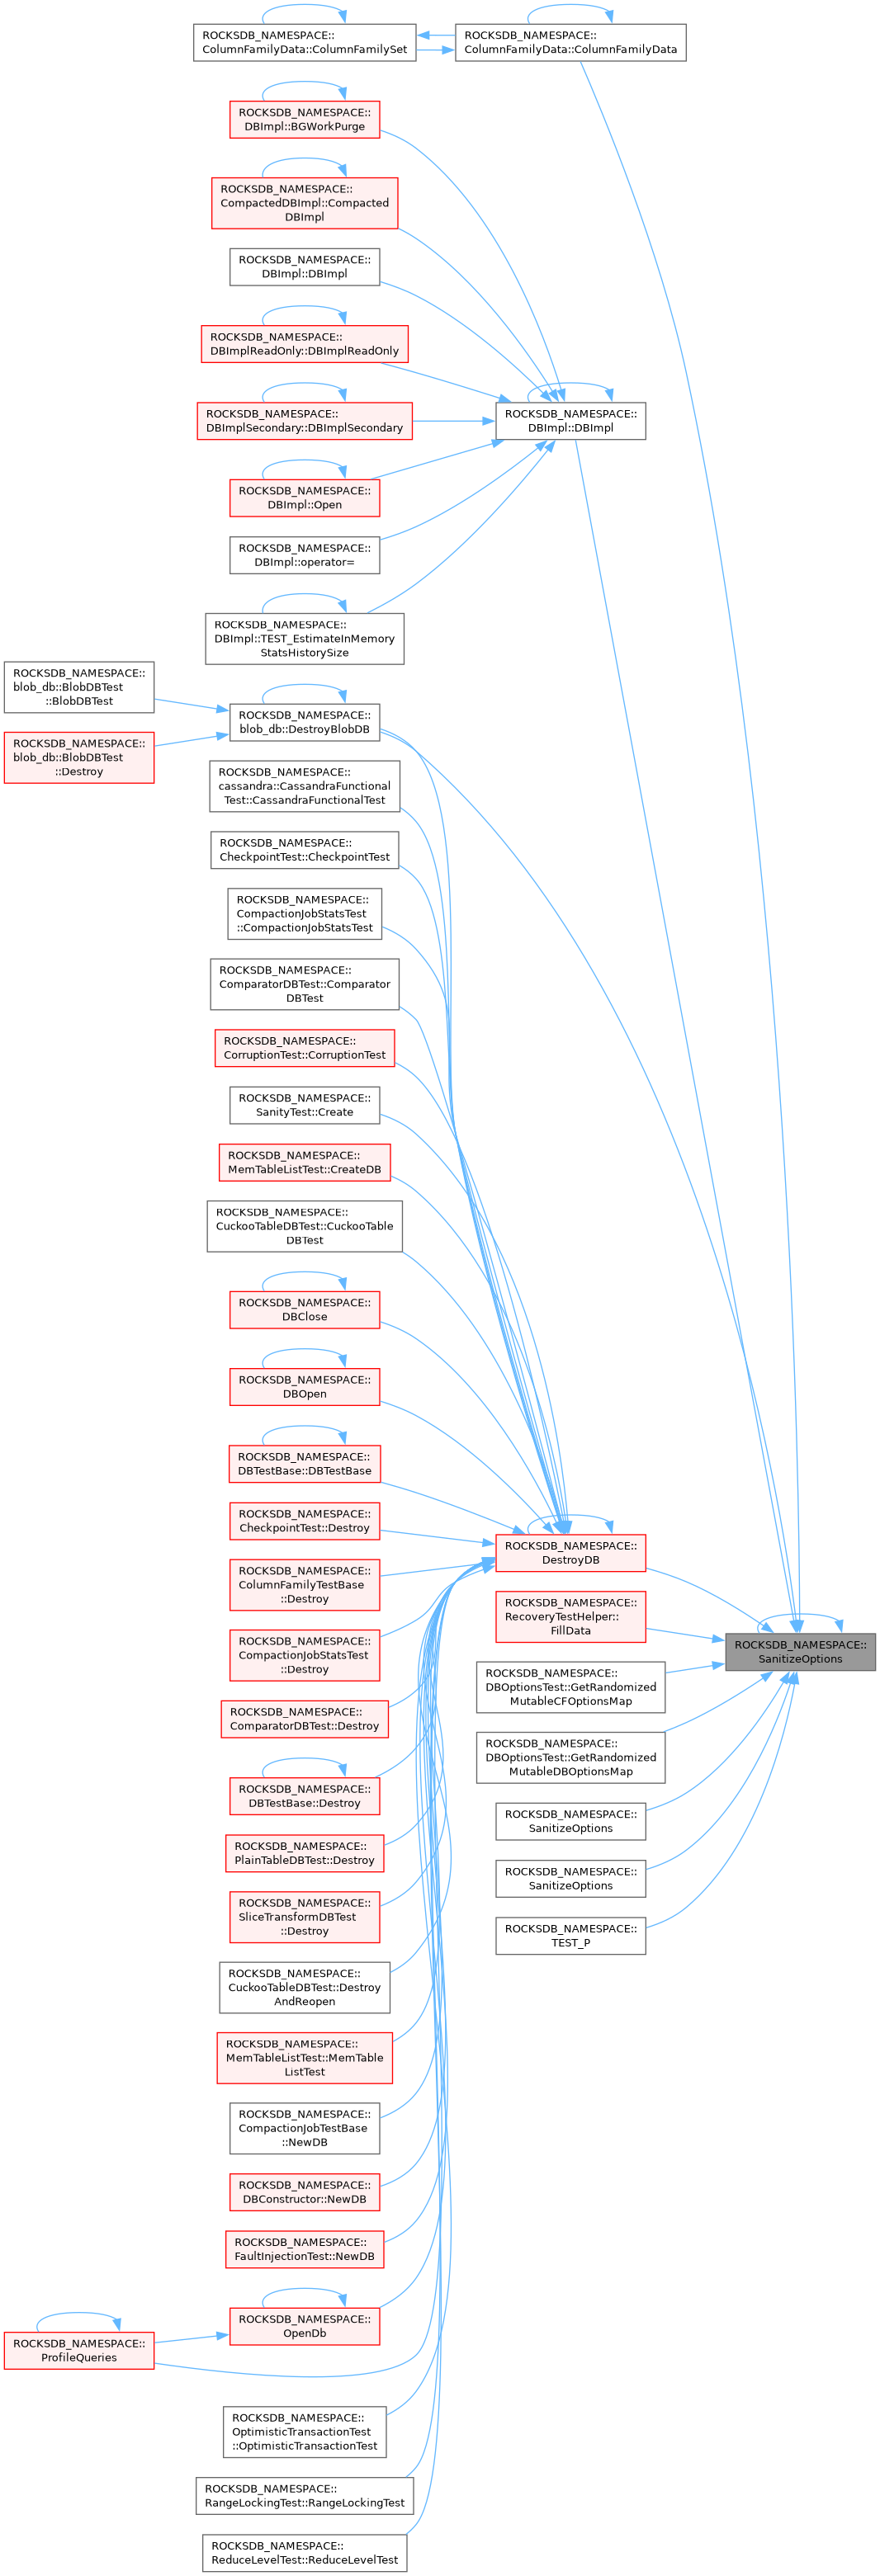 ROCKSDB_NAMESPACE::
ColumnFamilyData::ColumnFamilySet
ROCKSDB_NAMESPACE::
ColumnFamilyData::ColumnFamilyData
ROCKSDB_NAMESPACE::
DBImpl::BGWorkPurge
ROCKSDB_NAMESPACE::
CompactedDBImpl::Compacted
DBImpl
ROCKSDB_NAMESPACE::
DBImpl::DBImpl
ROCKSDB_NAMESPACE::
DBImplReadOnly::DBImplReadOnly
ROCKSDB_NAMESPACE::
DBImplSecondary::DBImplSecondary
ROCKSDB_NAMESPACE::
DBImpl::DBImpl
ROCKSDB_NAMESPACE::
DBImpl::Open
ROCKSDB_NAMESPACE::
DBImpl::operator=
ROCKSDB_NAMESPACE::
DBImpl::TEST_EstimateInMemory
StatsHistorySize
ROCKSDB_NAMESPACE::
blob_db::BlobDBTest
::BlobDBTest
ROCKSDB_NAMESPACE::
blob_db::DestroyBlobDB
ROCKSDB_NAMESPACE::
blob_db::BlobDBTest
::Destroy
ROCKSDB_NAMESPACE::
cassandra::CassandraFunctional
Test::CassandraFunctionalTest
ROCKSDB_NAMESPACE::
CheckpointTest::CheckpointTest
ROCKSDB_NAMESPACE::
CompactionJobStatsTest
::CompactionJobStatsTest
ROCKSDB_NAMESPACE::
ComparatorDBTest::Comparator
DBTest
ROCKSDB_NAMESPACE::
CorruptionTest::CorruptionTest
ROCKSDB_NAMESPACE::
SanityTest::Create
ROCKSDB_NAMESPACE::
MemTableListTest::CreateDB
ROCKSDB_NAMESPACE::
CuckooTableDBTest::CuckooTable
DBTest
ROCKSDB_NAMESPACE::
DBClose
ROCKSDB_NAMESPACE::
DBOpen
ROCKSDB_NAMESPACE::
DBTestBase::DBTestBase
ROCKSDB_NAMESPACE::
CheckpointTest::Destroy
ROCKSDB_NAMESPACE::
DestroyDB
ROCKSDB_NAMESPACE::
ColumnFamilyTestBase
::Destroy
ROCKSDB_NAMESPACE::
RecoveryTestHelper::
FillData
ROCKSDB_NAMESPACE::
SanitizeOptions
ROCKSDB_NAMESPACE::
CompactionJobStatsTest
::Destroy
ROCKSDB_NAMESPACE::
DBOptionsTest::GetRandomized
MutableCFOptionsMap
ROCKSDB_NAMESPACE::
ComparatorDBTest::Destroy
ROCKSDB_NAMESPACE::
DBOptionsTest::GetRandomized
MutableDBOptionsMap
ROCKSDB_NAMESPACE::
DBTestBase::Destroy
ROCKSDB_NAMESPACE::
SanitizeOptions
ROCKSDB_NAMESPACE::
PlainTableDBTest::Destroy
ROCKSDB_NAMESPACE::
SanitizeOptions
ROCKSDB_NAMESPACE::
SliceTransformDBTest
::Destroy
ROCKSDB_NAMESPACE::
TEST_P
ROCKSDB_NAMESPACE::
CuckooTableDBTest::Destroy
AndReopen
ROCKSDB_NAMESPACE::
MemTableListTest::MemTable
ListTest
ROCKSDB_NAMESPACE::
CompactionJobTestBase
::NewDB
ROCKSDB_NAMESPACE::
DBConstructor::NewDB
ROCKSDB_NAMESPACE::
FaultInjectionTest::NewDB
ROCKSDB_NAMESPACE::
OpenDb
ROCKSDB_NAMESPACE::
ProfileQueries
ROCKSDB_NAMESPACE::
OptimisticTransactionTest
::OptimisticTransactionTest
ROCKSDB_NAMESPACE::
RangeLockingTest::RangeLockingTest
ROCKSDB_NAMESPACE::
ReduceLevelTest::ReduceLevelTest